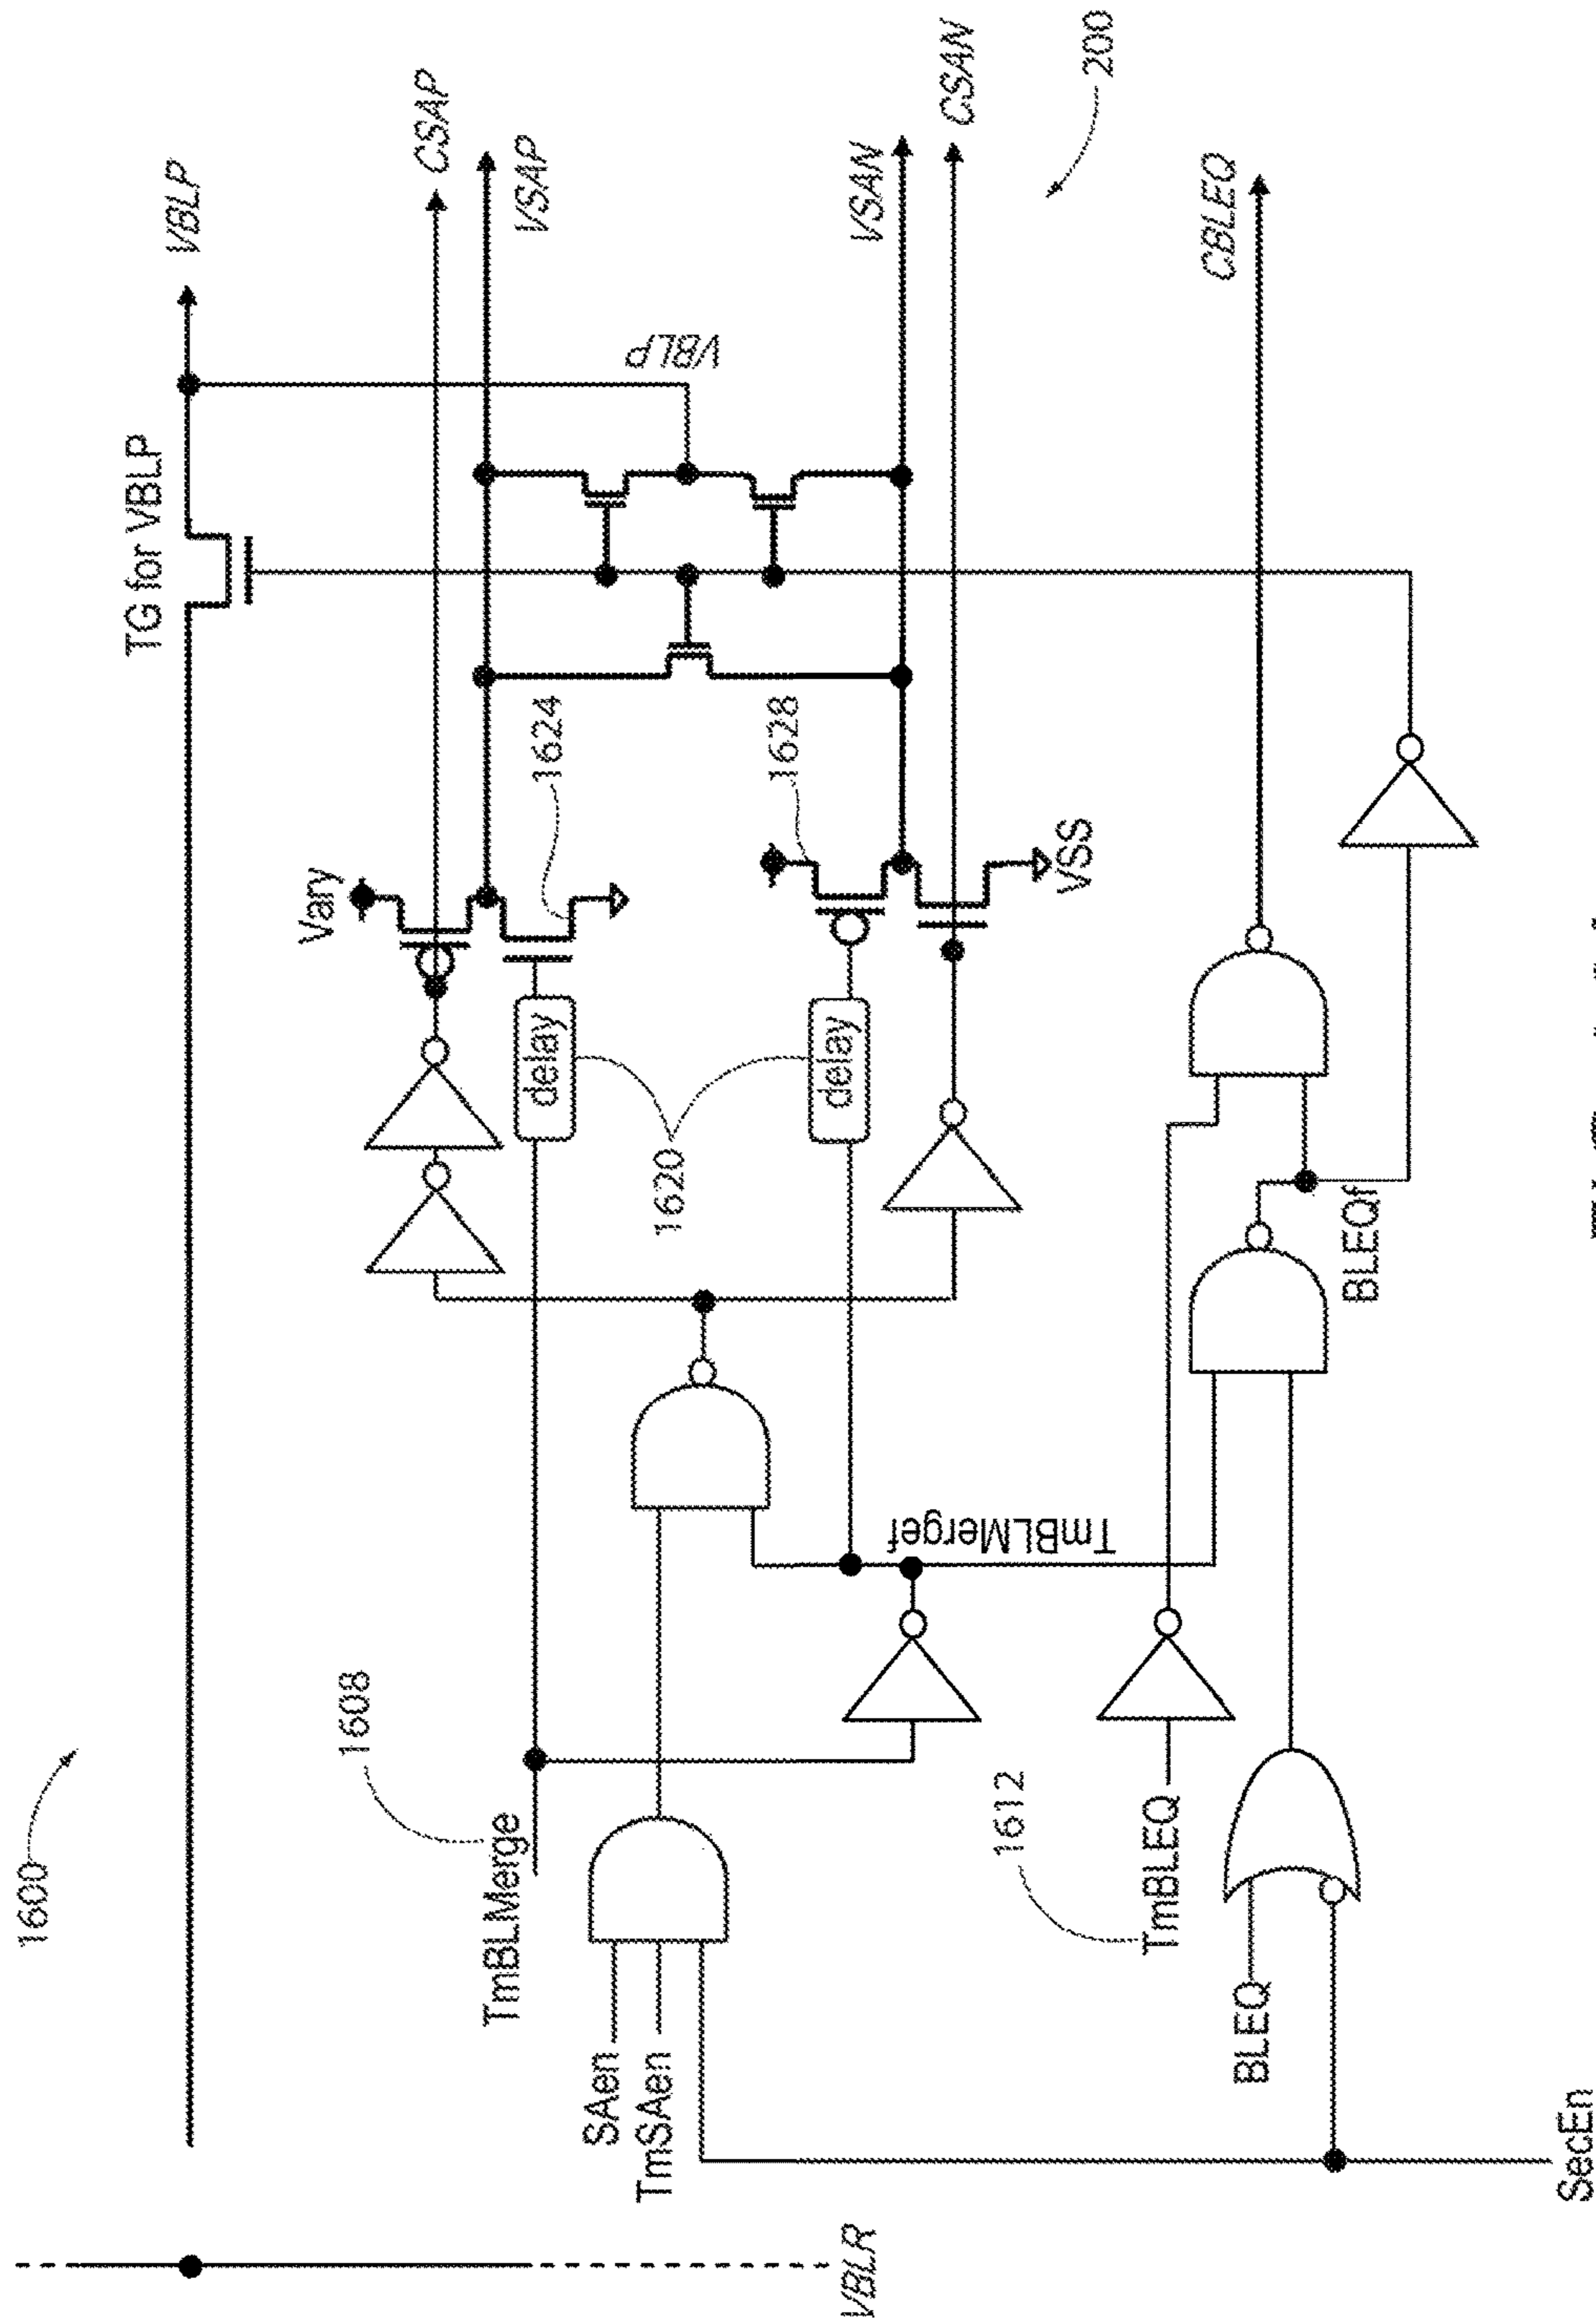 1600
TG for VBLP
VBLP
CSAP
VSAP
Vary
1608
TmBLMerge
delay
1624
VBLP
SAen
TmSAen
1620
1628
VSAN
delay
CSAN
TmBLMergef
VSS
200
1612
TmBLEQ
CBLEQ
BLEQ
BLEQf
SecEn
VBLR